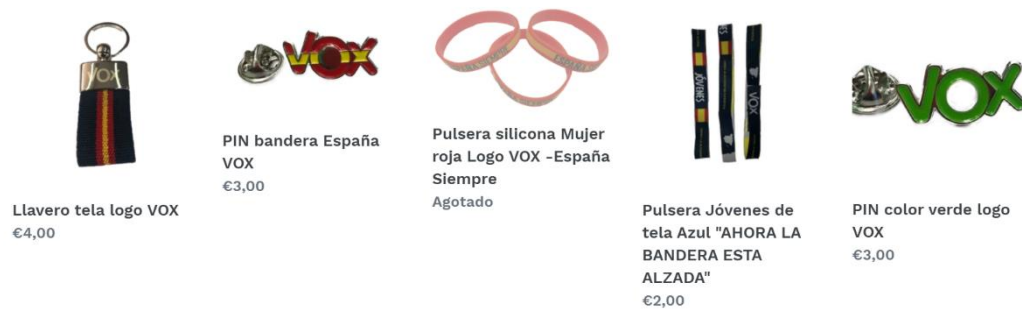 VOX
Llavero tela logo VOX
€4,00
VOX
PIN bandera España
VOX
€3,00
Pulsera silicona Mujer
roja Logo VOX -España
Siempre
Agotado
JÓVENES
VOX
Pulsera Jóvenes de
tela Azul "AHORA LA
BANDERA ESTA
ALZADA"
€2,00
VOX
PIN color verde logo
VOX
€3,00